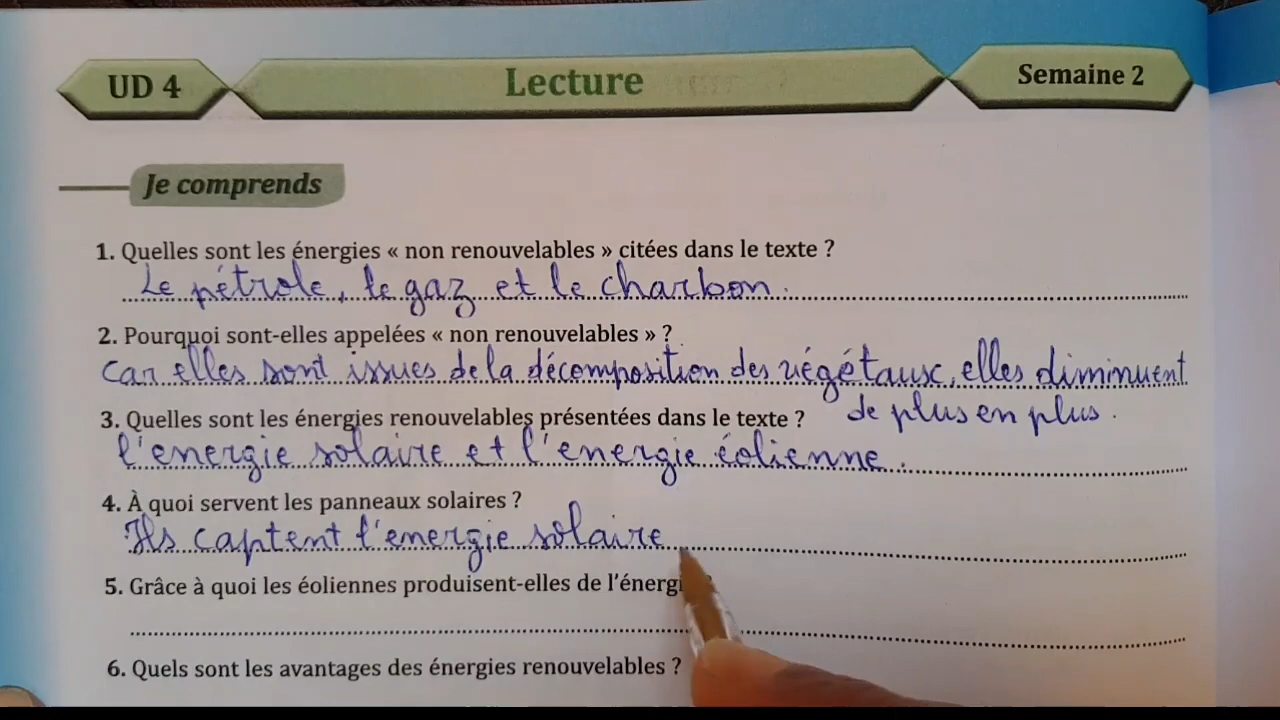 UD 4
Lecture
Semaine 2
Je comprends
1. Quelles sont les énergies « non renouvelables » citées dans le texte ?
Le pétrole, le gaz et le charbon.
2. Pourquoi sont-elles appelées « non renouvelables » ?
car elles sont issues de la décomposition des végétaux, elles diminuent
de plus en plus.
3. Quelles sont les énergies renouvelables présentées dans le texte ?
l'energie solaire et l'energie éolienne.
4. À quoi servent les panneaux solaires ?
Ils captent l'energie solaire
5. Grâce à quoi les éoliennes produisent-elles de l'énergi ?
6. Quels sont les avantages des énergies renouvelables ?